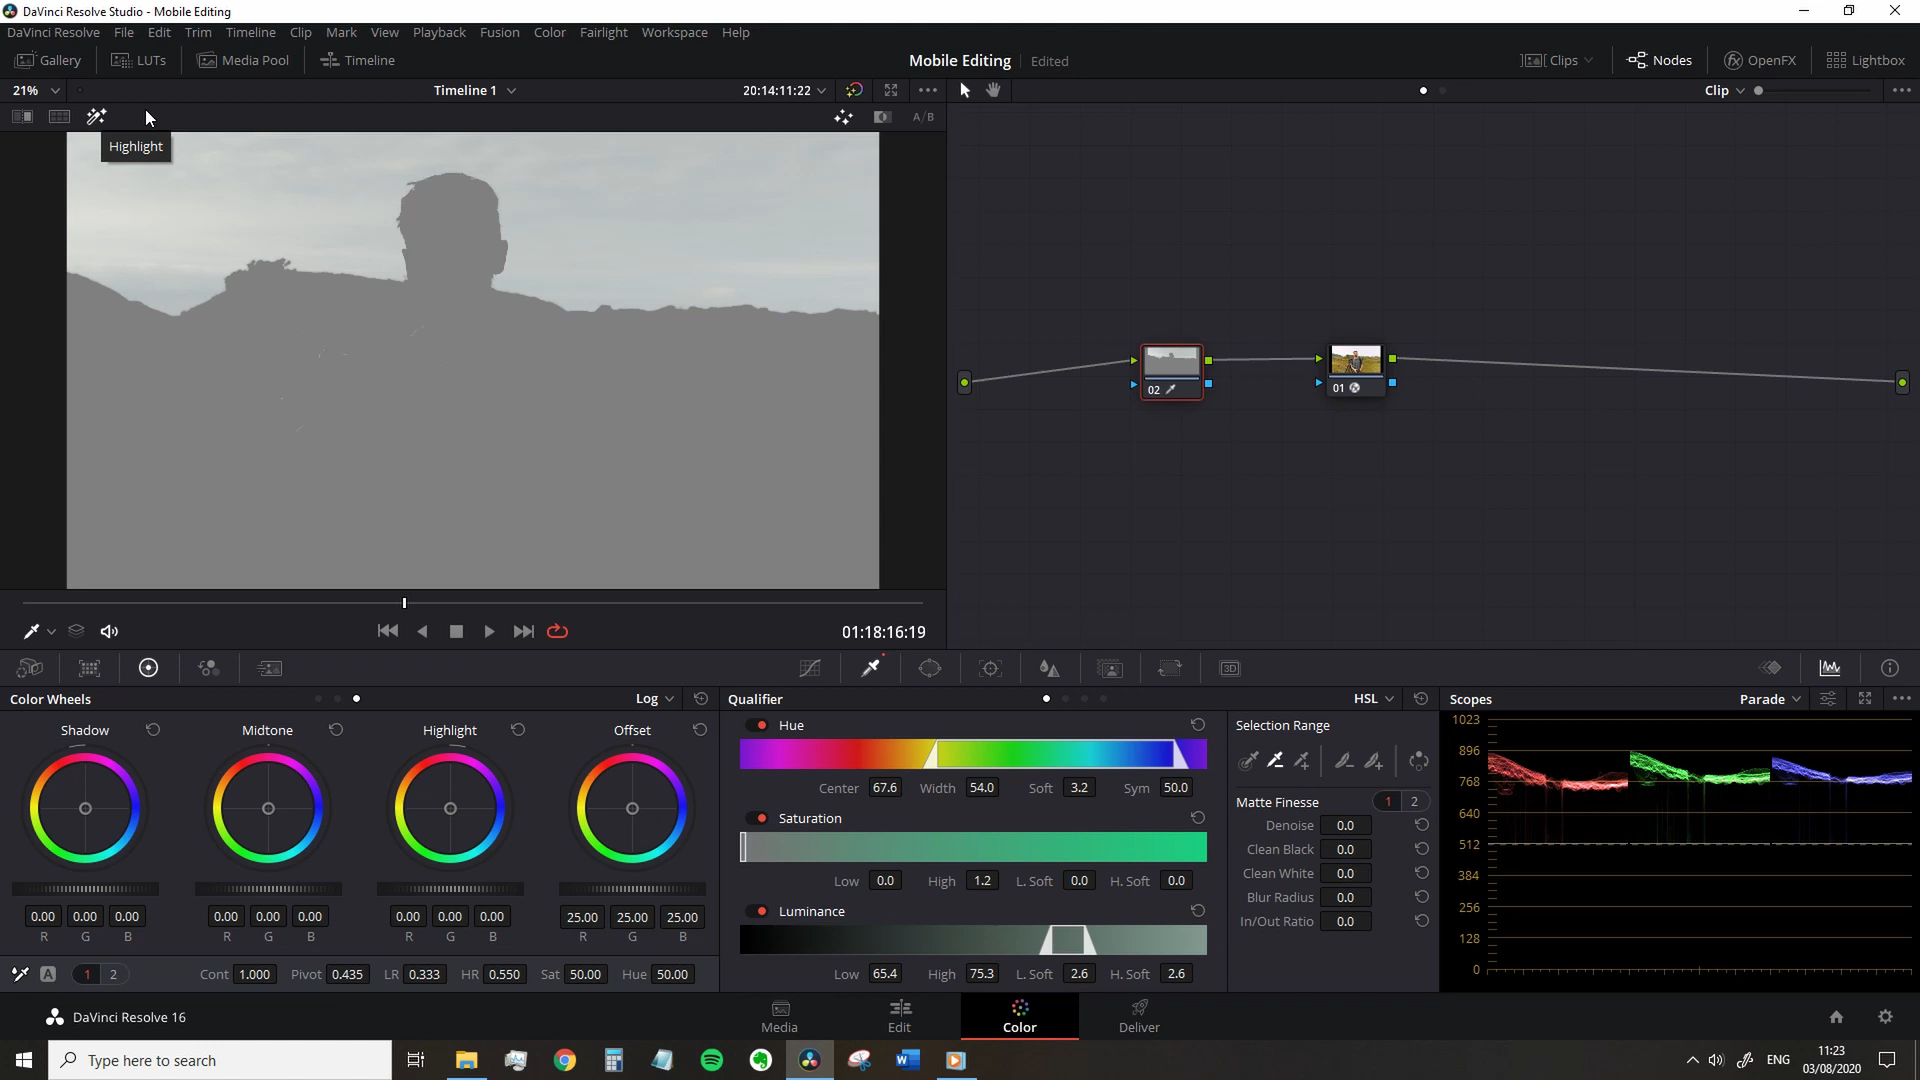 DaVinci Resolve Studio - Mobile Editing
DaVinci Resolve File Edit Trim Timeline Clip Mark View Playback Fusion Color Fairlight Workspace Help
Gallery LUTs Media Pool Timeline Mobile Editing Edited Clips Nodes OpenFX Lightbox
21% Timeline 1 20:14:11:22 Clip
A/B
Highlight
02 01
01:18:16:19
3D
Color Wheels Log Qualifier HSL Scopes Parade
Shadow Midtone Highlight Offset
Hue
Center 67.6 Width 54.0 Soft 3.2 Sym 50.0
Saturation
Low 0.0 High 1.2 L. Soft 0.0 H. Soft 0.0
Luminance
Low 65.4 High 75.3 L. Soft 2.6 H. Soft 2.6
Selection Range
Matte Finesse 1 2
Denoise 0.0
Clean Black 0.0
Clean White 0.0
Blur Radius 0.0
In/Out Ratio 0.0
1023
896
768
640
512
384
256
128
0
0.00 0.00 0.00 0.00 0.00 0.00 0.00 0.00 0.00 25.00 25.00 25.00
R G B R G B R G B R G B
A 1 2 Cont 1.000 Pivot 0.435 LR 0.333 HR 0.550 Sat 50.00 Hue 50.00
DaVinci Resolve 16 Media Edit Color Deliver
Type here to search
W
ENG
11:23
03/08/2020